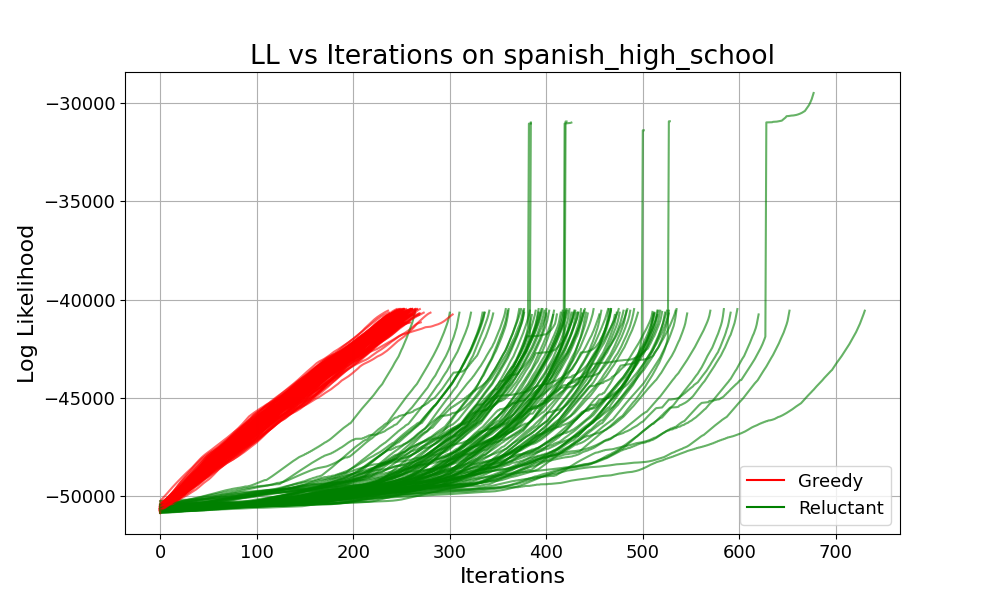 LL vs Iterations on spanish_high_school
Log Likelihood
−30000
−35000
−40000
−45000
−50000
0 100 200 300 400 500 600 700
Iterations
Greedy
Reluctant